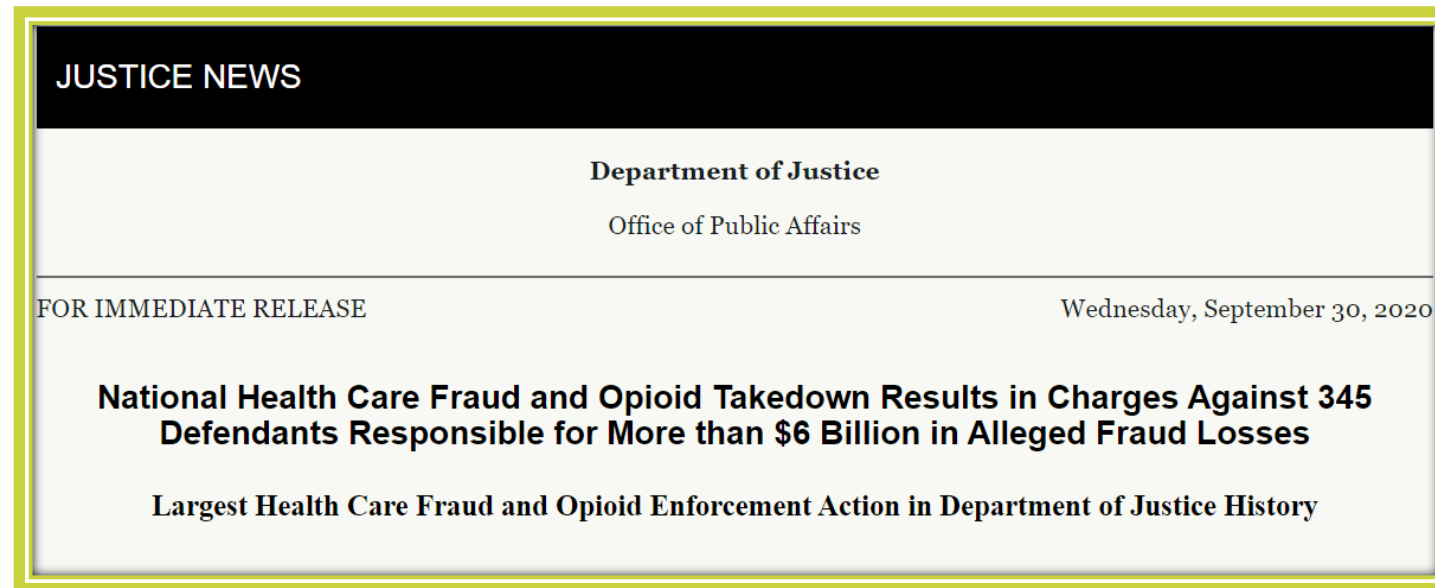 JUSTICE NEWS
Department of Justice
Office of Public Affairs
FOR IMMEDIATE RELEASE
Wednesday, September 30, 2020
National Health Care Fraud and Opioid Takedown Results in Charges Against 345
Defendants Responsible for More than $6 Billion in Alleged Fraud Losses
Largest Health Care Fraud and Opioid Enforcement Action in Department of Justice History